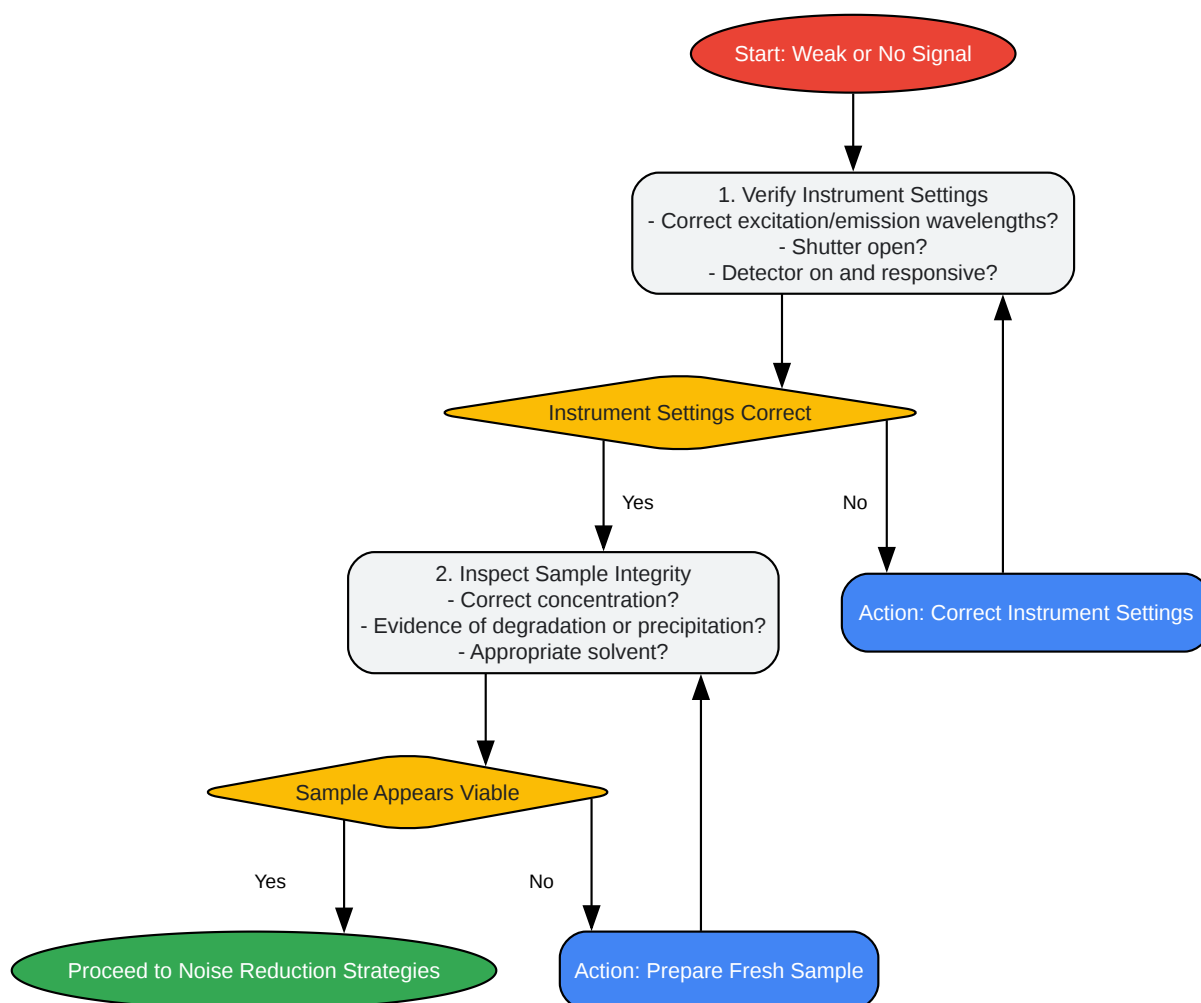 Start: Weak or No Signal
1. Verify Instrument Settings
- Correct excitation/emission wavelengths?
- Shutter open?
- Detector on and responsive?
Instrument Settings Correct
Yes
No
2. Inspect Sample Integrity
- Correct concentration?
- Evidence of degradation or precipitation?
- Appropriate solvent?
Action: Correct Instrument Settings
Sample Appears Viable
Yes
No
Proceed to Noise Reduction Strategies
Action: Prepare Fresh Sample